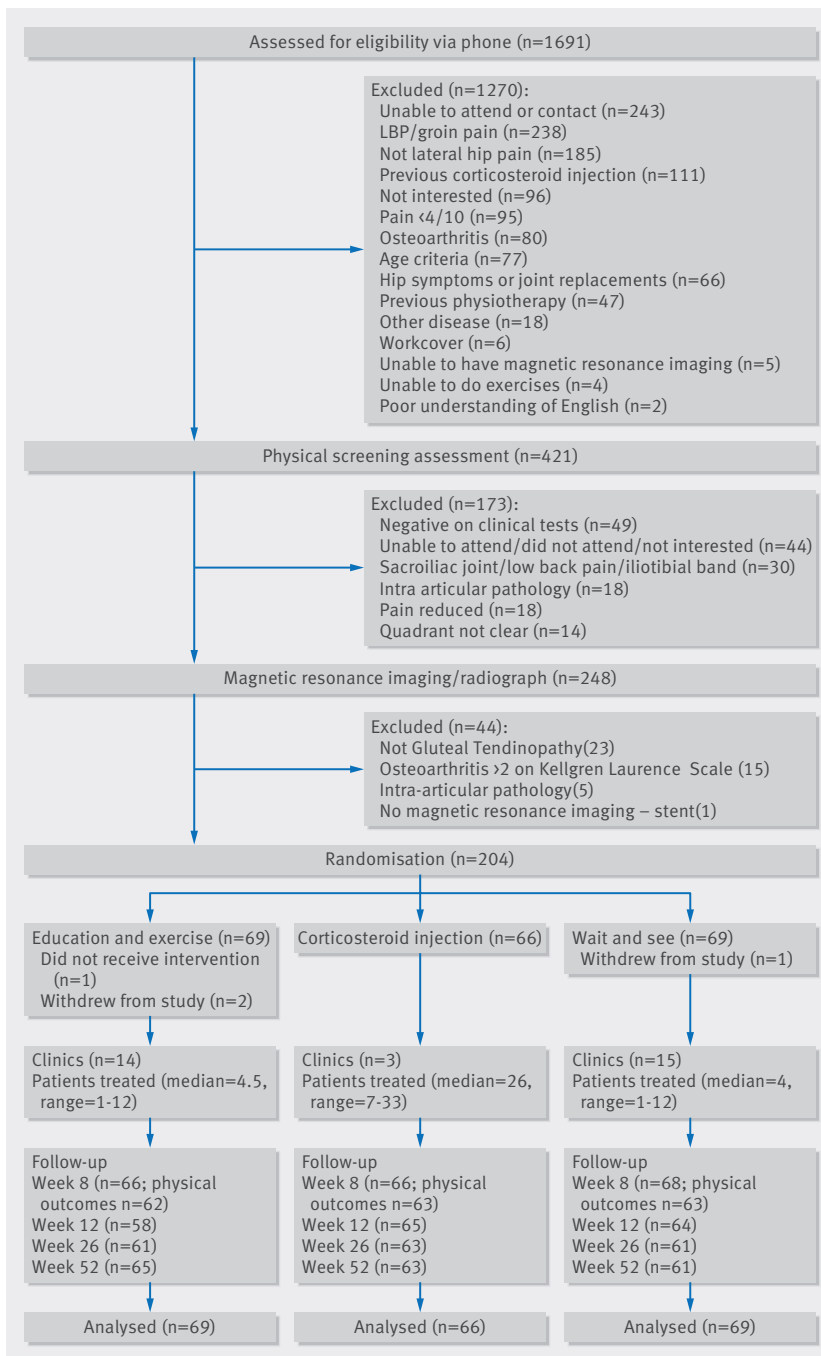 Assessed for eligibility via phone (n=1691)
Excluded (n=1270):
Unable to attend or contact (n=243)
LBP/groin pain (n=238)
Not lateral hip pain (n=185)
Previous corticosteroid injection (n=111)
Not interested (n=96)
Pain <4/10 (n=95)
Osteoarthritis (n=80)
Age criteria (n=77)
Hip symptoms or joint replacements (n=66)
Previous physiotherapy (n=47)
Other disease (n=18)
Workcover (n=6)
Unable to have magnetic resonance imaging (n=5)
Unable to do exercises (n=4)
Poor understanding of English (n=2)
Physical screening assessment (n=421)
Excluded (n=173):
Negative on clinical tests (n=49)
Unable to attend/did not attend/not interested (n=44)
Sacroiliac joint/low back pain/iliotibial band (n=30)
Intra articular pathology (n=18)
Pain reduced (n=18)
Quadrant not clear (n=14)
Magnetic resonance imaging/radiograph (n=248)
Excluded (n=44):
Not Gluteal Tendinopathy(23)
Osteoarthritis >2 on Kellgren Laurence Scale (15)
Intra-articular pathology(5)
No magnetic resonance imaging – stent(1)
Randomisation (n=204)
Education and exercise (n=69)
Did not receive intervention
(n=1)
Withdrew from study (n=2)
Corticosteroid injection (n=66)
Wait and see (n=69)
Withdrew from study (n=1)
Clinics (n=14)
Patients treated (median=4.5,
range=1-12)
Clinics (n=3)
Patients treated (median=26,
range=7-33)
Clinics (n=15)
Patients treated (median=4,
range=1-12)
Follow-up
Week 8 (n=66; physical
outcomes n=62)
Week 12 (n=58)
Week 26 (n=61)
Week 52 (n=65)
Follow-up
Week 8 (n=66; physical
outcomes n=63)
Week 12 (n=65)
Week 26 (n=63)
Week 52 (n=63)
Follow-up
Week 8 (n=68; physical
outcomes n=63)
Week 12 (n=64)
Week 26 (n=61)
Week 52 (n=61)
Analysed (n=69)
Analysed (n=66)
Analysed (n=69)